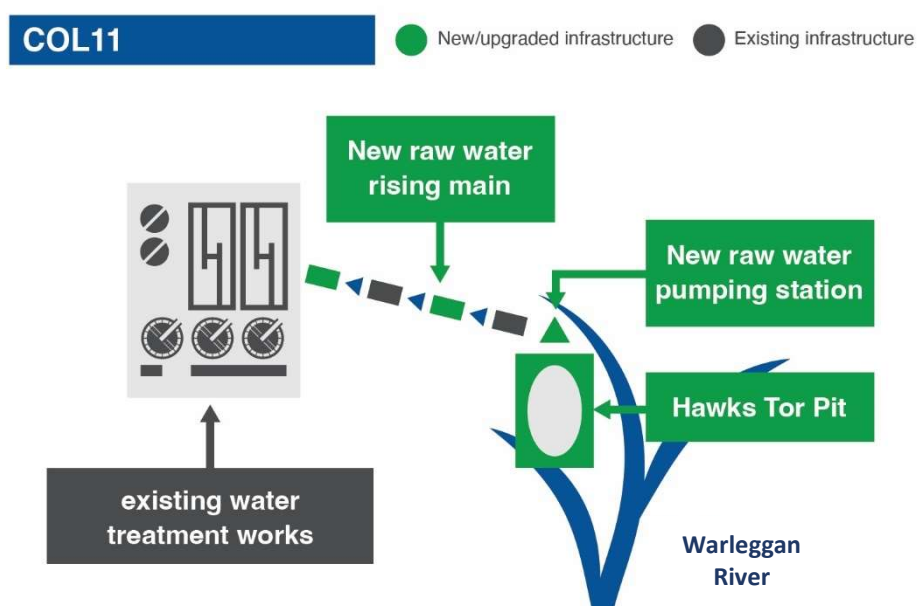 COL11
New/upgraded infrastructure
Existing infrastructure
New raw water
rising main
New raw water
pumping station
Hawks Tor Pit
existing water
treatment works
Warleggan
River